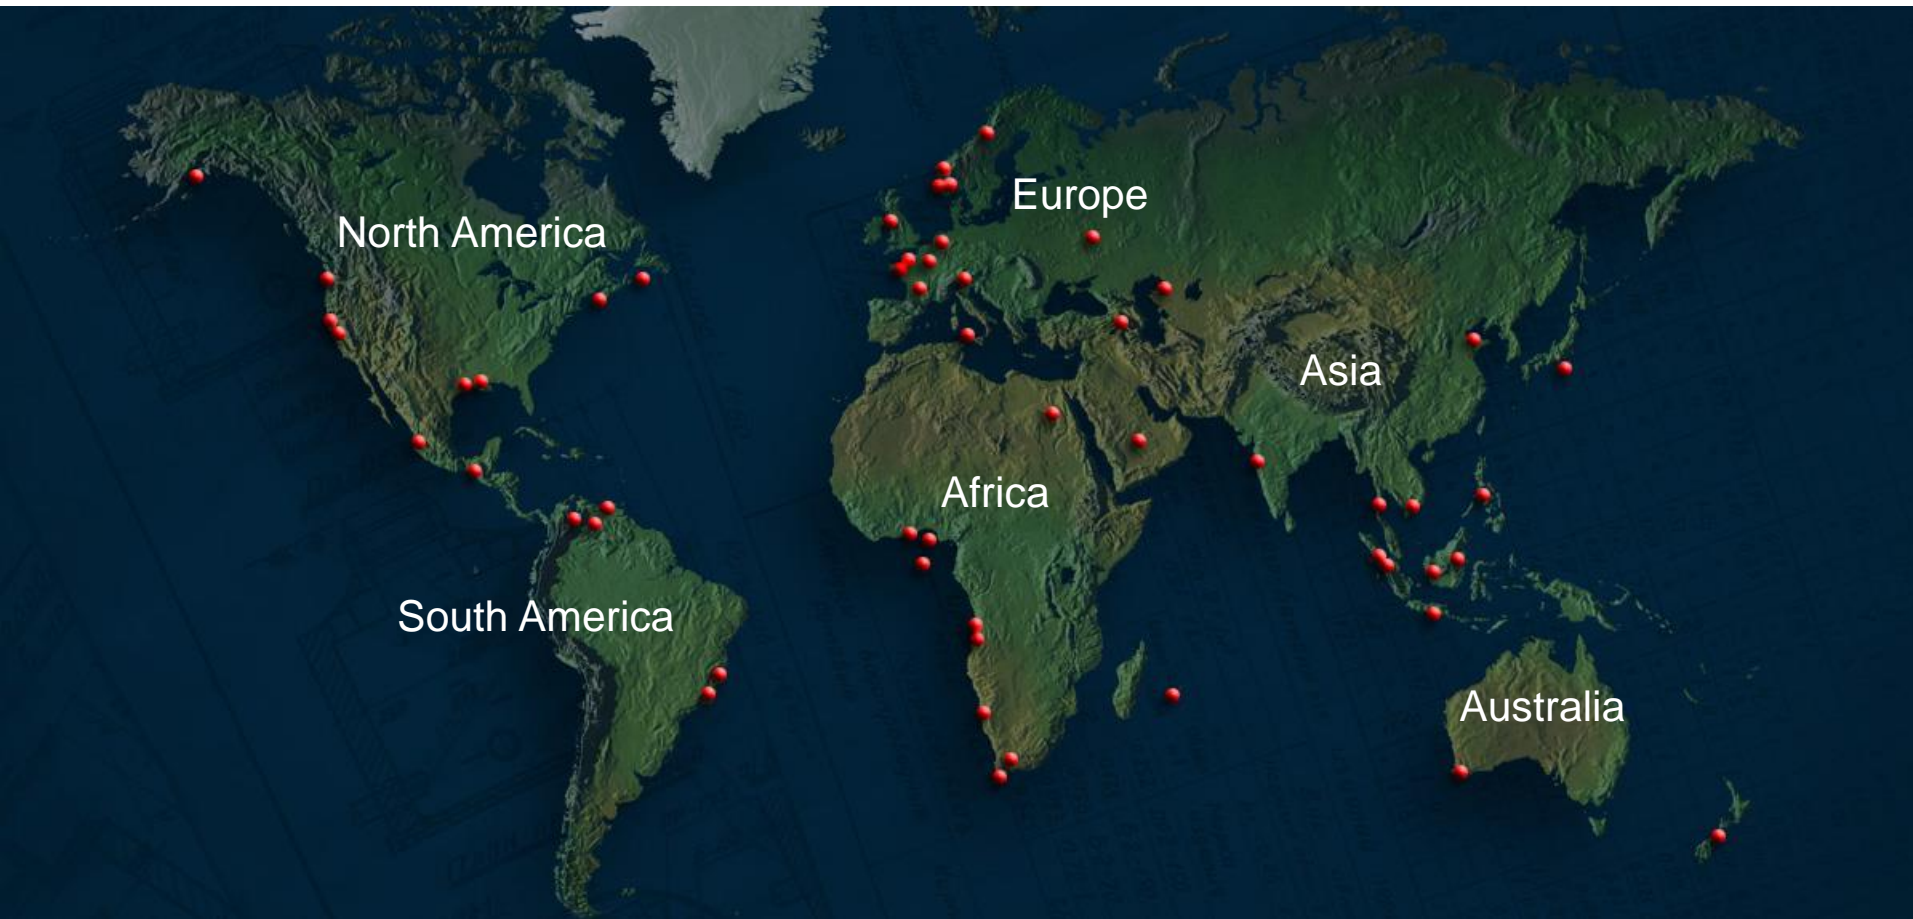 Europe
North America
Asia
Africa
South America
Australia